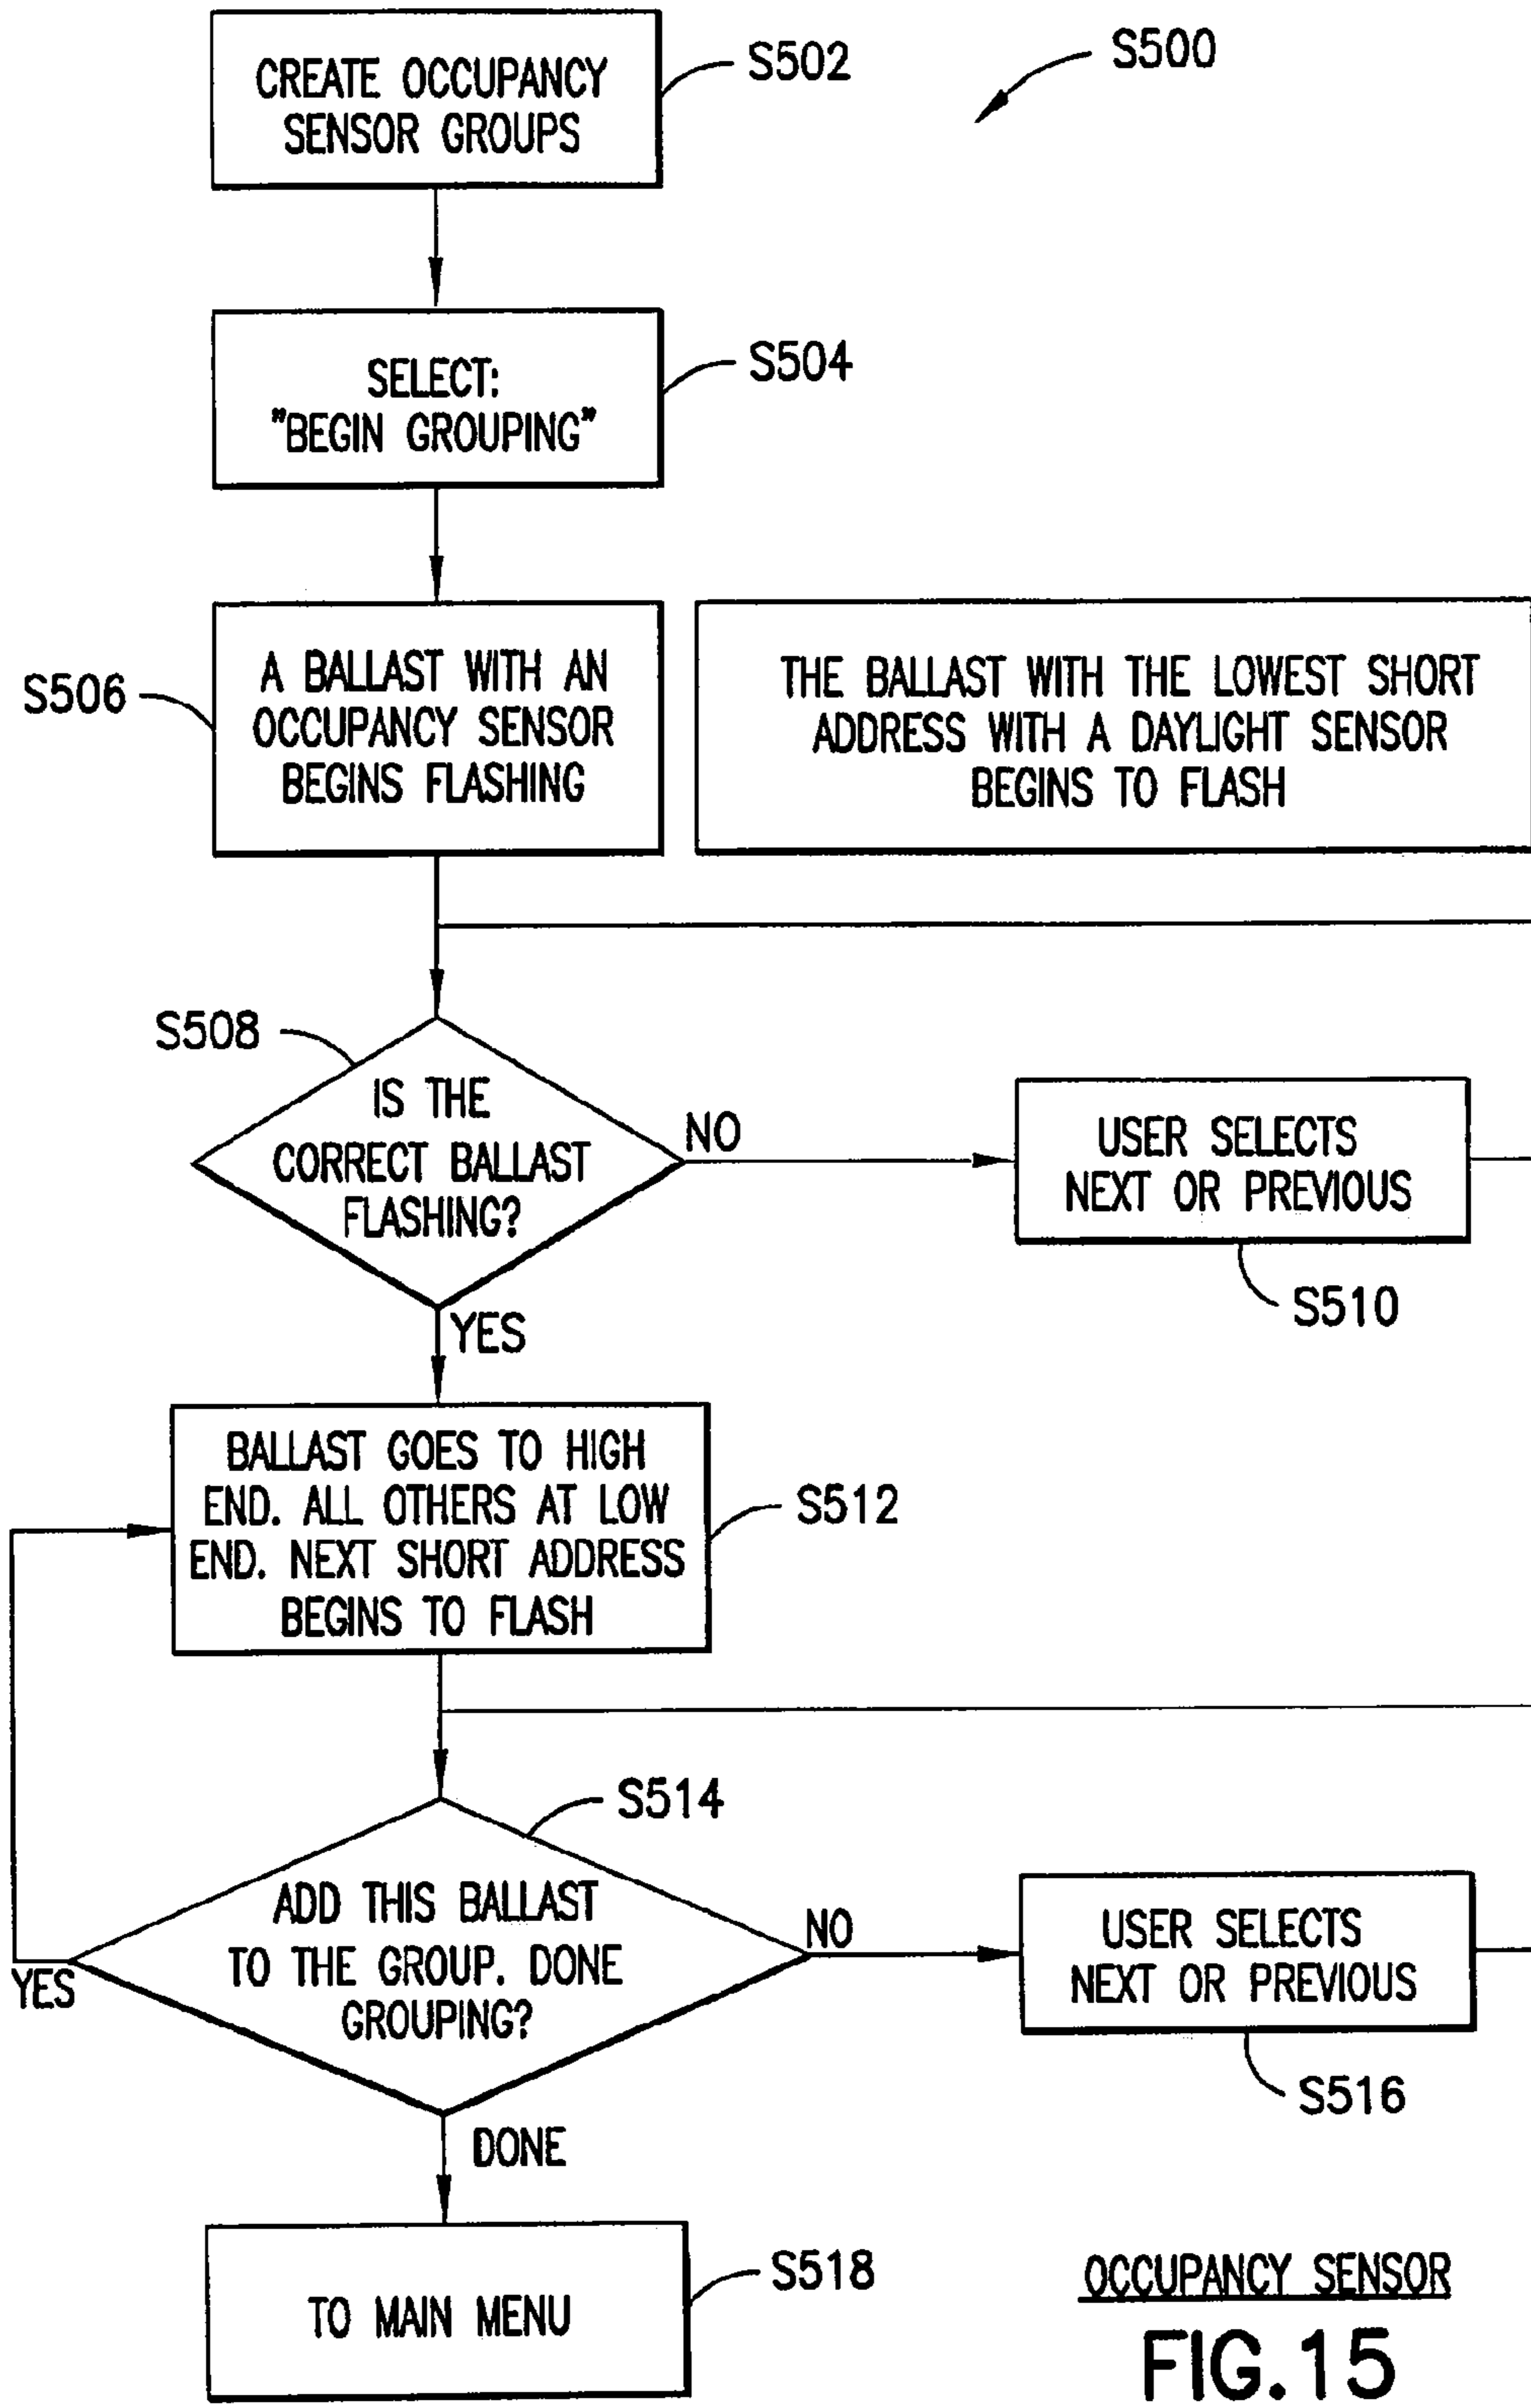 CREATE OCCUPANCY
SENSOR GROUPS
S502
S500
SELECT:
"BEGIN GROUPING"
S504
S506
A BALLAST WITH AN
OCCUPANCY SENSOR
BEGINS FLASHING
THE BALLAST WITH THE LOWEST SHORT
ADDRESS WITH A DAYLIGHT SENSOR
BEGINS TO FLASH
S508
IS THE
CORRECT BALLAST
FLASHING?
NO
USER SELECTS
NEXT OR PREVIOUS
S510
YES
BALLAST GOES TO HIGH
END. ALL OTHERS AT LOW
END. NEXT SHORT ADDRESS
BEGINS TO FLASH
S512
S514
ADD THIS BALLAST
TO THE GROUP. DONE
GROUPING?
YES
NO
USER SELECTS
NEXT OR PREVIOUS
S516
DONE
TO MAIN MENU
S518
OCCUPANCY SENSOR
FIG.15